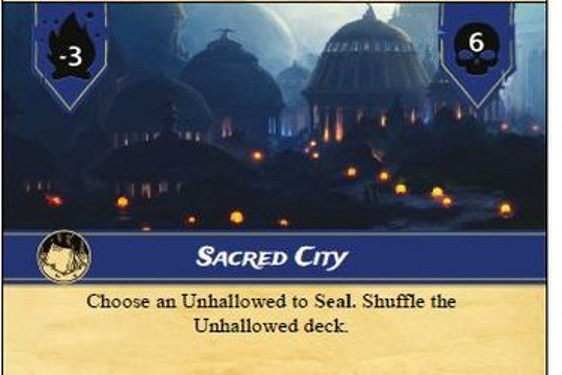 -3
6
SACRED CITY
Choose an Unhallowed to Seal. Shuffle the
Unhallowed deck.